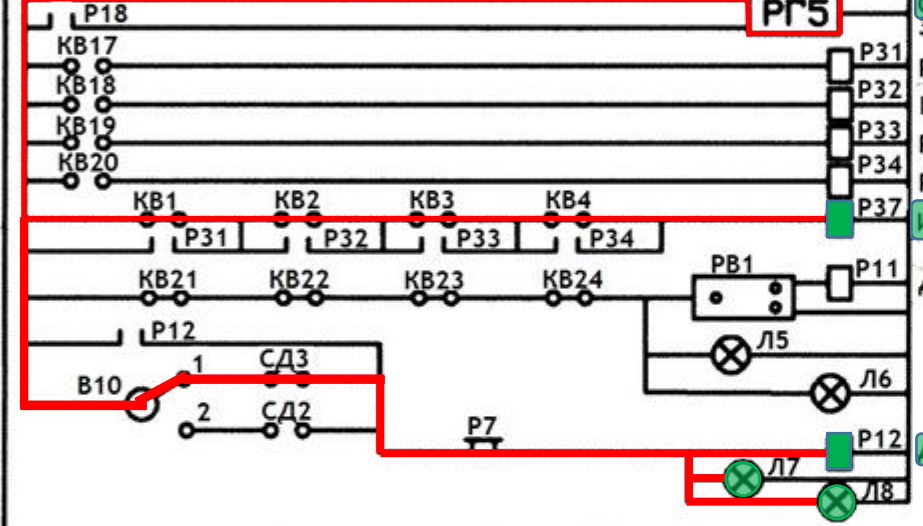 Р18
РГ5
КВ17
Р31
КВ18
Р32
КВ19
Р33
КВ20
Р34
КВ1 КВ2 КВ3 КВ4 Р37
Р31 Р32 Р33 Р34
КВ21 КВ22 КВ23 КВ24 РВ1 Р11
Р12 Л5
1 СД3
В10 Л6
2 СД2
Р7 Р12
Л7
Л8